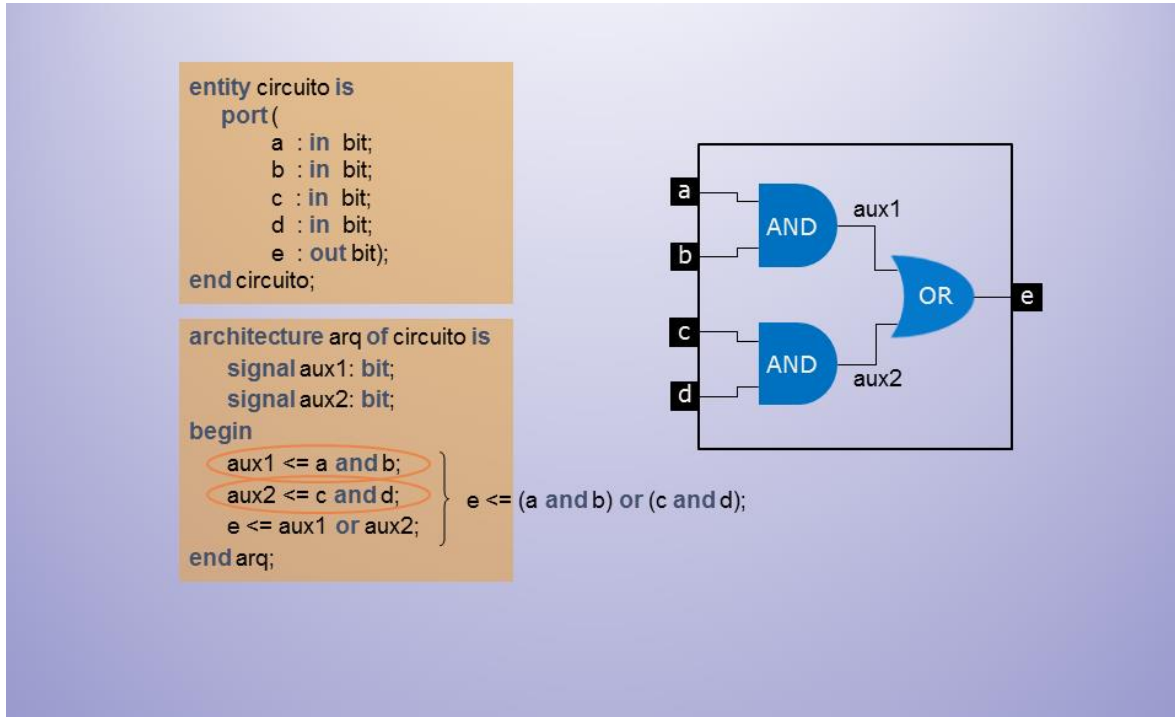 entity circuito is
port(
a : in bit;
b : in bit;
c : in bit;
d : in bit;
e : out bit);
end circuito;
architecture arq of circuito is
signal aux1: bit;
signal aux2: bit;
begin
aux1 <= a and b;
aux2 <= c and d;
e <= aux1 or aux2;
end arq;
e <= (a and b) or (c and d);
a
b
c
d
AND
aux1
AND
aux2
OR
e